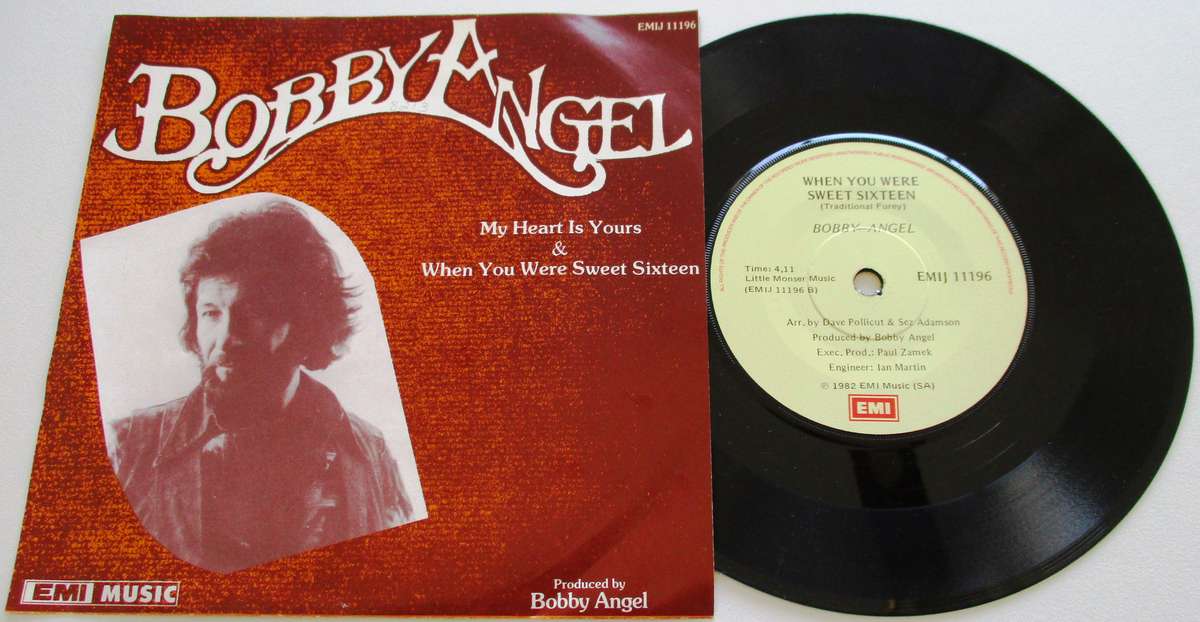 EMIJ 11196
BOBBY ANGEL
My Heart Is Yours
&
When You Were Sweet Sixteen
EMI MUSIC
Produced by
Bobby Angel
WHEN YOU WERE
SWEET SIXTEEN
(Traditional Furey)
BOBBY ANGEL
Time: 4,11
Little Monser Music
(EMIJ 11196 B)
EMIJ 11196
Arr. by Dave Pollicut & Sez Adamson
Produced by Bobby Angel
Exec. Prod.: Paul Zamek
Engineer: Ian Martin
℗ 1982 EMI Music (SA)
EMI